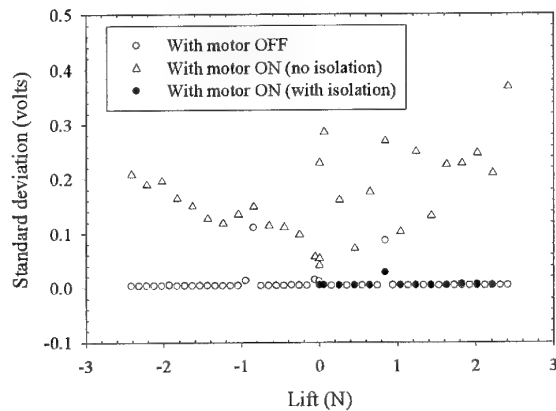 0.5
0.4
0.3
0.2
0.1
0.0
-0.1
Standard deviation (volts)
With motor OFF
With motor ON (no isolation)
With motor ON (with isolation)
-3
-2
-1
0
1
2
3
Lift (N)